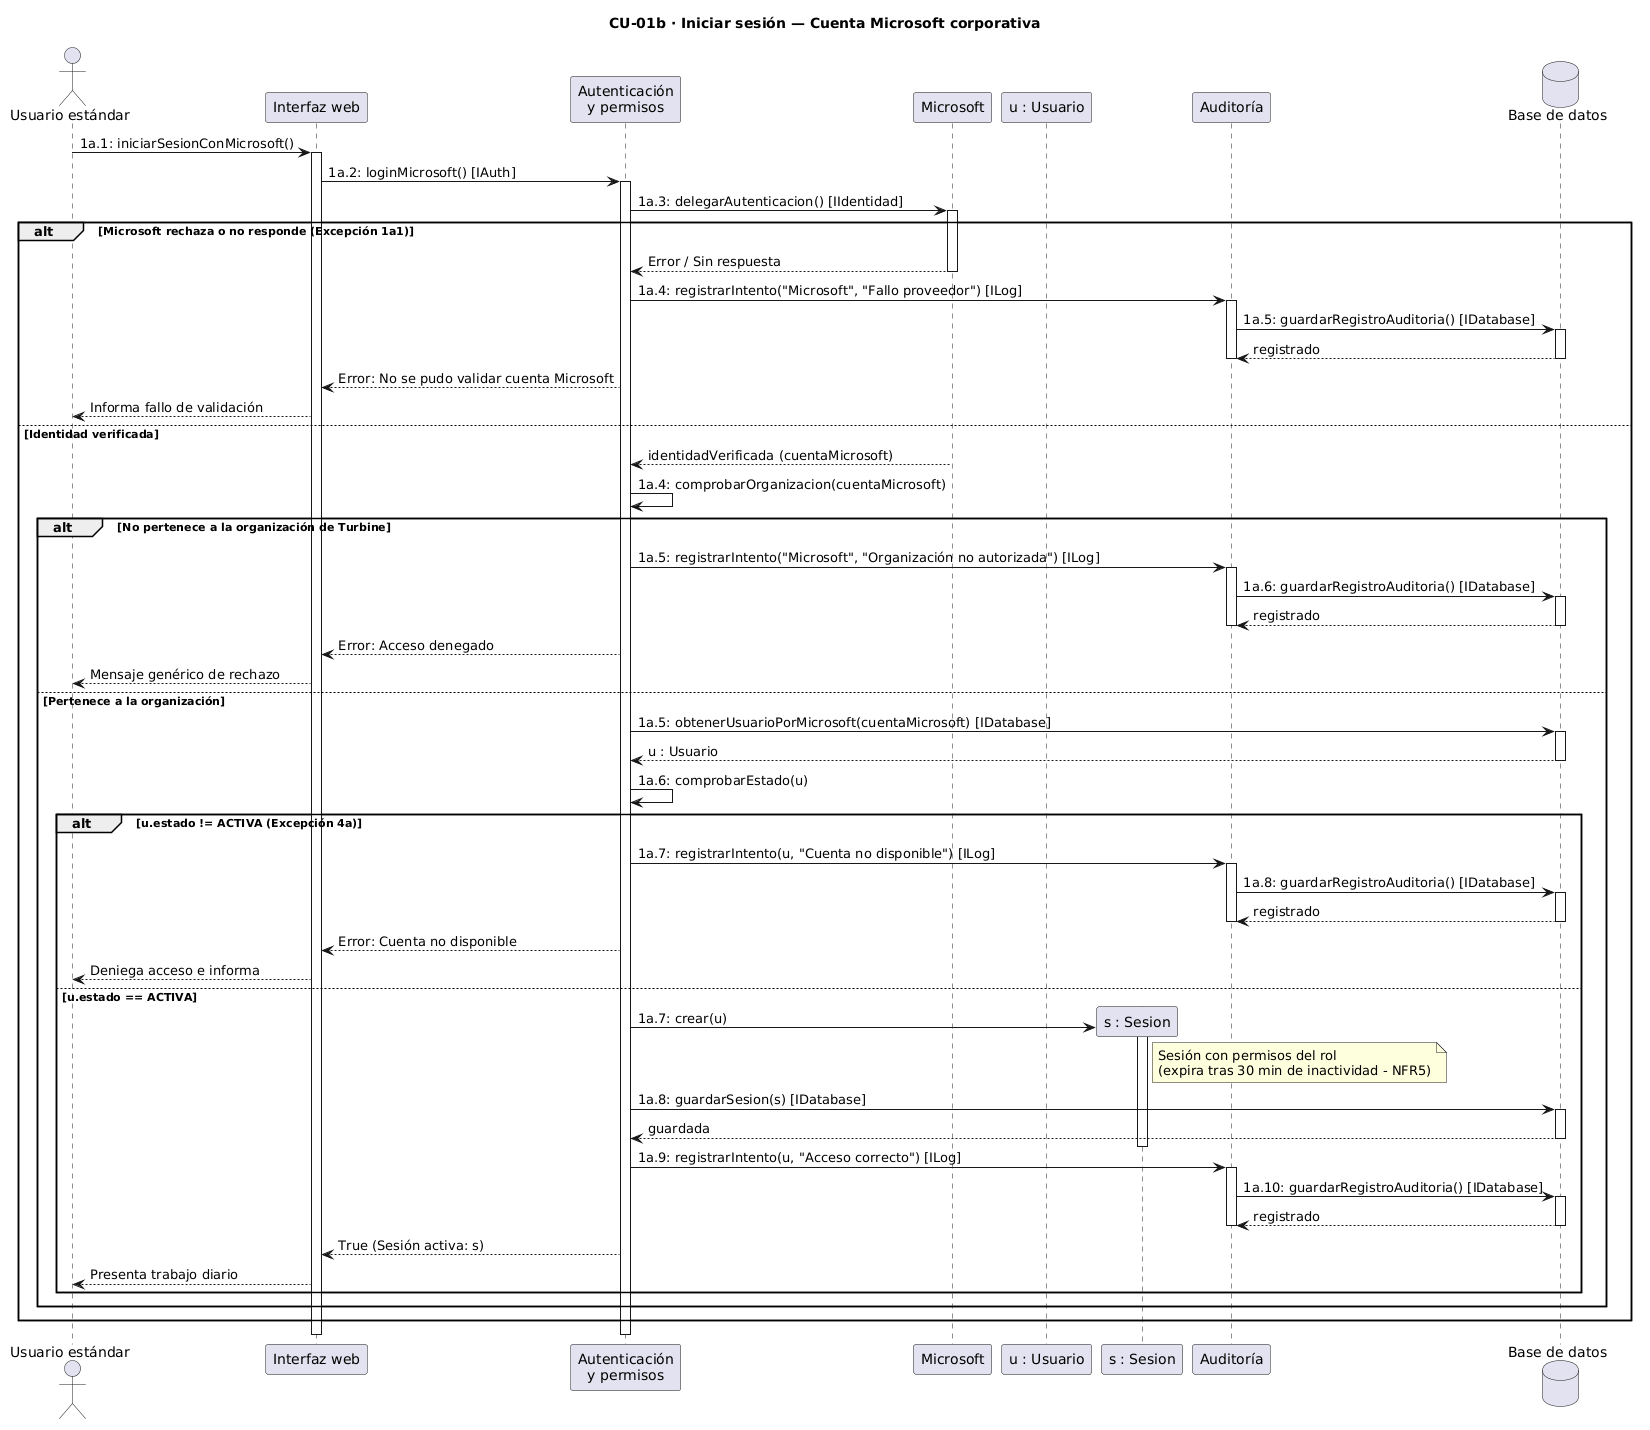 CU-01b · Iniciar sesión — Cuenta Microsoft corporativa
Usuario estándar
Interfaz web
Autenticación
y permisos
Microsoft
u : Usuario
Auditoría
Base de datos
1a.1: iniciarSesionConMicrosoft()
1a.2: loginMicrosoft() [IAuth]
1a.3: delegarAutenticacion() [IIdentidad]
alt [Microsoft rechaza o no responde (Excepción 1a1)]
Error / Sin respuesta
1a.4: registrarIntento("Microsoft", "Fallo proveedor") [ILog]
1a.5: guardarRegistroAuditoria() [IDatabase]
registrado
Error: No se pudo validar cuenta Microsoft
Informa fallo de validación
[Identidad verificada]
identidadVerificada (cuentaMicrosoft)
1a.4: comprobarOrganizacion(cuentaMicrosoft)
alt [No pertenece a la organización de Turbine]
1a.5: registrarIntento("Microsoft", "Organización no autorizada") [ILog]
1a.6: guardarRegistroAuditoria() [IDatabase]
registrado
Error: Acceso denegado
Mensaje genérico de rechazo
[Pertenece a la organización]
1a.5: obtenerUsuarioPorMicrosoft(cuentaMicrosoft) [IDatabase]
u : Usuario
1a.6: comprobarEstado(u)
alt [u.estado != ACTIVA (Excepción 4a)]
1a.7: registrarIntento(u, "Cuenta no disponible") [ILog]
1a.8: guardarRegistroAuditoria() [IDatabase]
registrado
Error: Cuenta no disponible
Deniega acceso e informa
[u.estado == ACTIVA]
1a.7: crear(u)
s : Sesion
Sesión con permisos del rol
(expira tras 30 min de inactividad - NFR5)
1a.8: guardarSesion(s) [IDatabase]
guardada
1a.9: registrarIntento(u, "Acceso correcto") [ILog]
1a.10: guardarRegistroAuditoria() [IDatabase]
registrado
True (Sesión activa: s)
Presenta trabajo diario
Usuario estándar
Interfaz web
Autenticación
y permisos
Microsoft
u : Usuario
s : Sesion
Auditoría
Base de datos